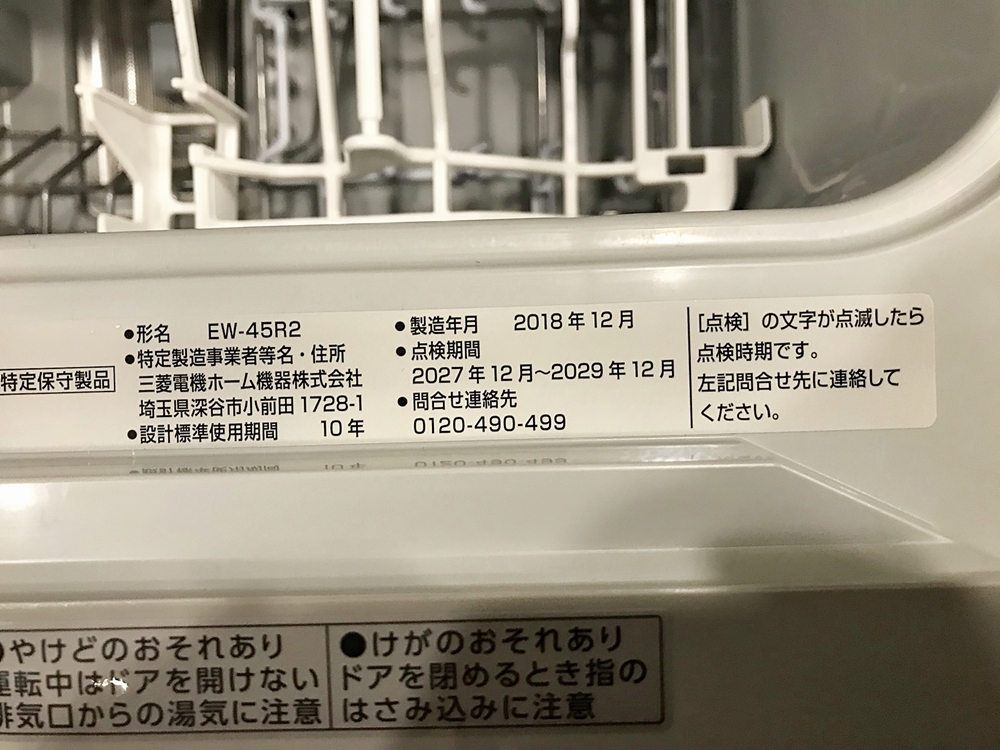 特定保守製品
●形名 EW-45R2
●特定製造事業者等名・住所
三菱電機ホーム機器株式会社
埼玉県深谷市小前田1728-1
●設計標準使用期間 10年
●製造年月 2018年12月
●点検期間
2027年12月〜2029年12月
●問合せ連絡先
0120-490-499
[点検]の文字が点滅したら
点検時期です。
左記問合せ先に連絡して
ください。
●やけどのおそれあり
運転中はドアを開けない
排気口からの湯気に注意
●けがのおそれあり
ドアを閉めるとき指の
はさみ込みに注意